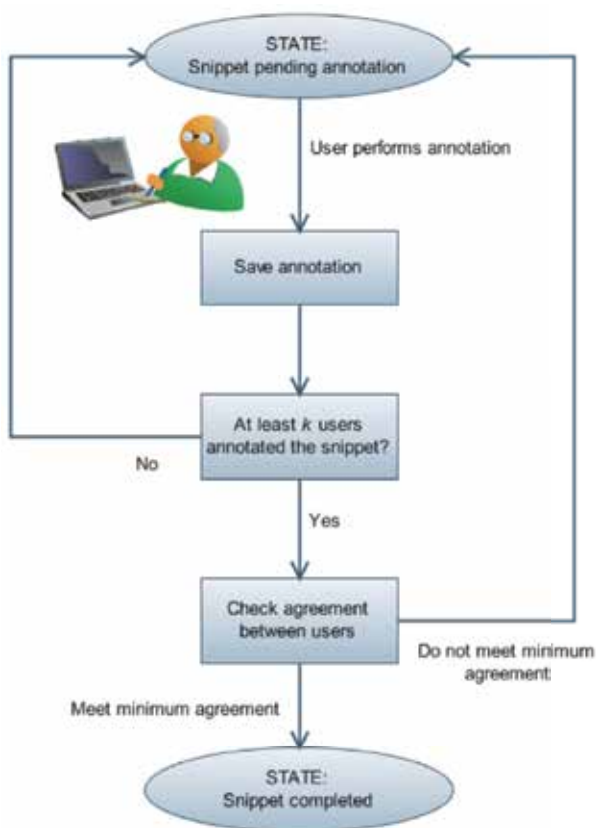 STATE:
Snippet pending annotation
User performs annotation
Save annotation
At least k users
annotated the snippet?
No
Yes
Check agreement
between users
Do not meet minimum
agreement
Meet minimum agreement
STATE:
Snippet completed